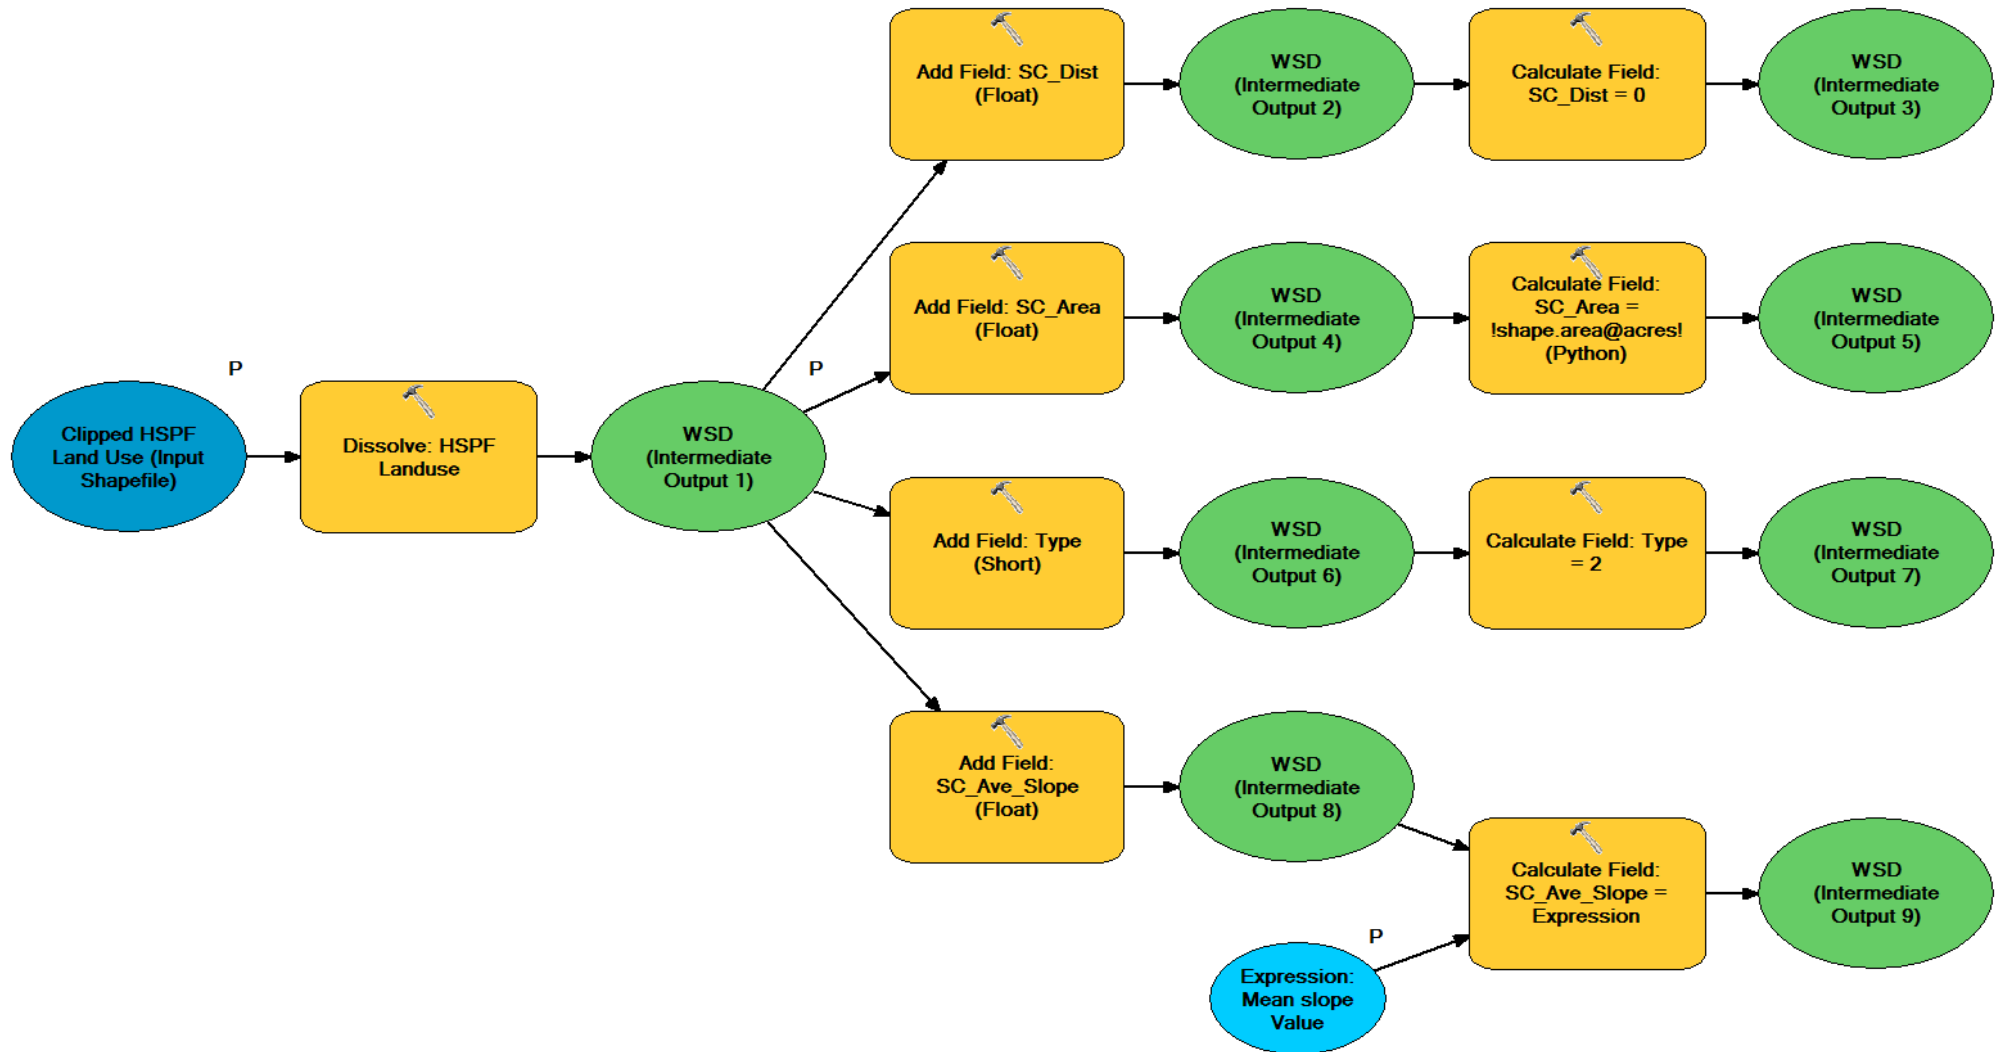 Add Field: SC_Dist
(Float)
WSD
(Intermediate
Output 2)
Calculate Field:
SC_Dist = 0
WSD
(Intermediate
Output 3)
Add Field: SC_Area
(Float)
WSD
(Intermediate
Output 4)
Calculate Field:
SC_Area =
!shape.area@acres!
(Python)
WSD
(Intermediate
Output 5)
P
Clipped HSPF
Land Use (Input
Shapefile)
Dissolve: HSPF
Landuse
WSD
(Intermediate
Output 1)
P
Add Field: Type
(Short)
WSD
(Intermediate
Output 6)
Calculate Field: Type
= 2
WSD
(Intermediate
Output 7)
Add Field:
SC_Ave_Slope
(Float)
WSD
(Intermediate
Output 8)
Calculate Field:
SC_Ave_Slope =
Expression
WSD
(Intermediate
Output 9)
P
Expression:
Mean slope
Value